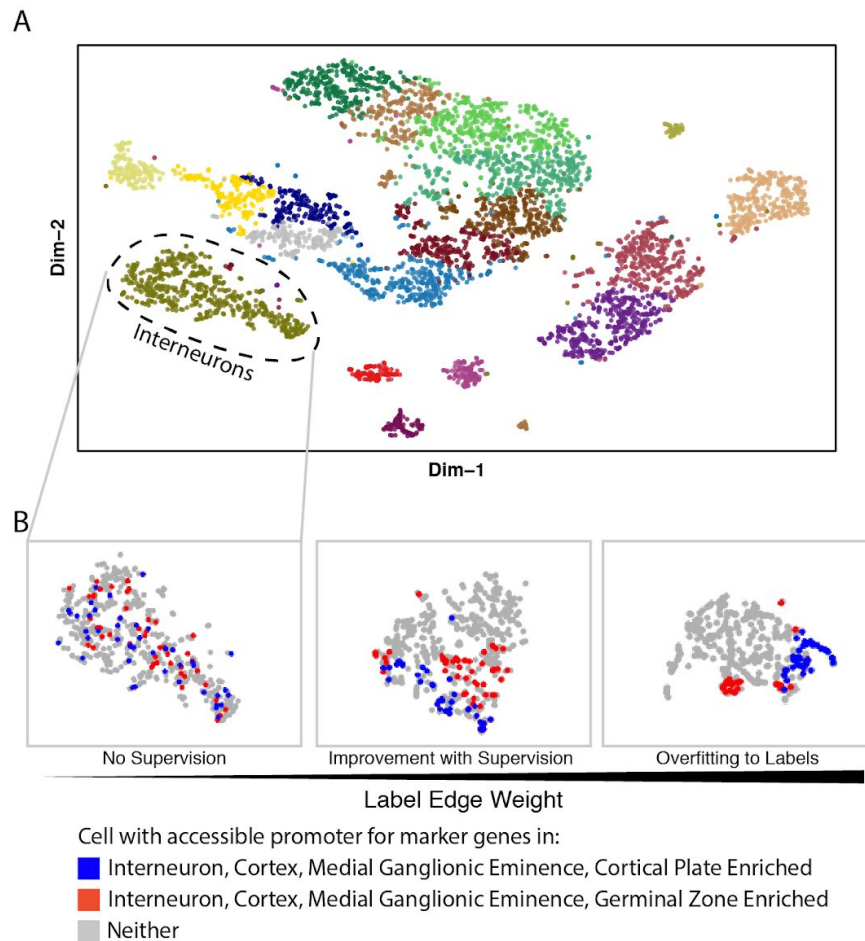 A
Dim–2
Interneurons
Dim–1
B
No Supervision
Improvement with Supervision
Overfitting to Labels
Label Edge Weight
Cell with accessible promoter for marker genes in:
Interneuron, Cortex, Medial Ganglionic Eminence, Cortical Plate Enriched
Interneuron, Cortex, Medial Ganglionic Eminence, Germinal Zone Enriched
Neither